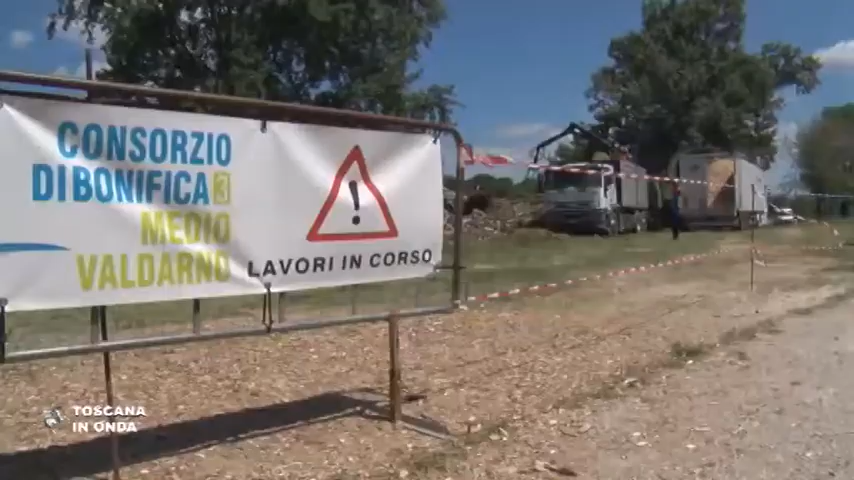 CONSORZIO
DI BONIFICA 3
MEDIO
VALDARNO
!
LAVORI IN CORSO
TOSCANA
IN ONDA